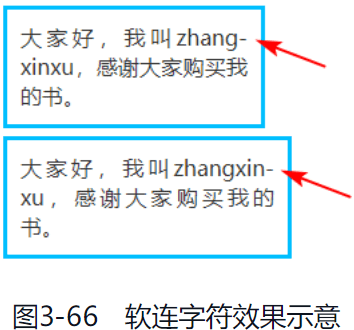 大家好，我叫zhang-
xinxu，感谢大家购买我
的书。
大家好，我叫zhangxin-
xu，感谢大家购买我的
书。
图3-66 软连字符效果示意